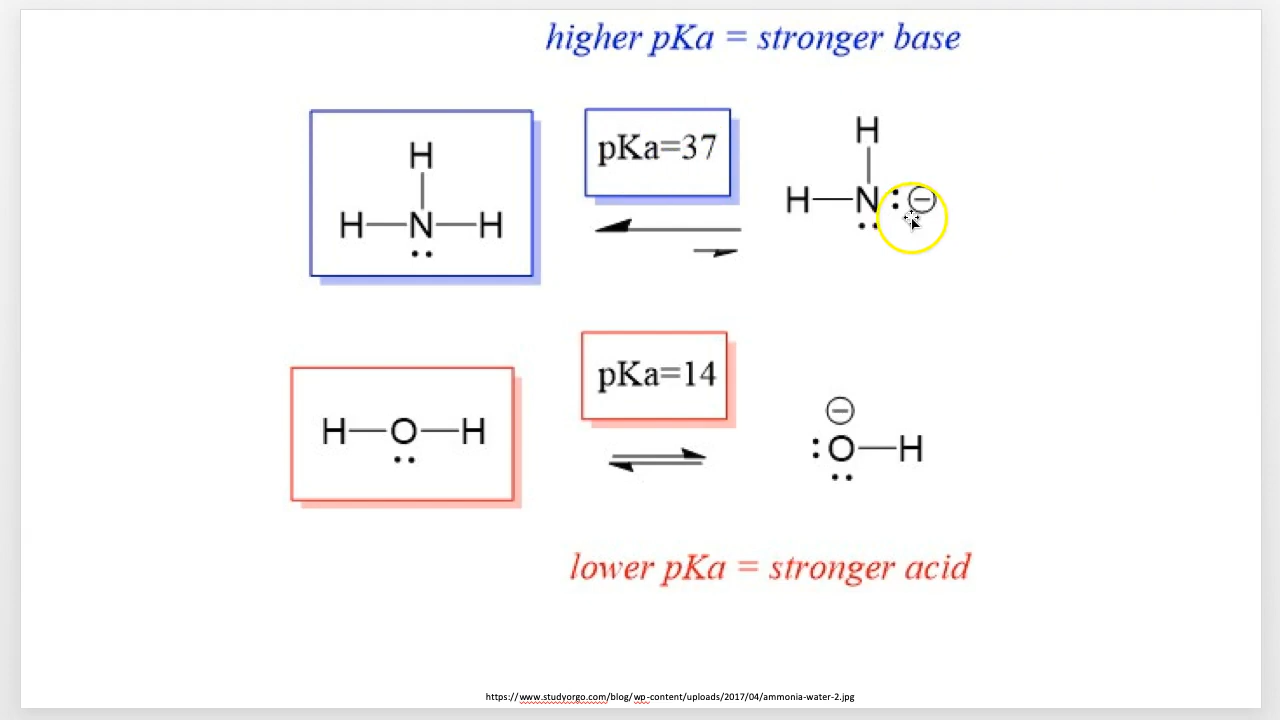 higher pKa = stronger base
H
H N H
pKa=37
H
H N
pKa=14
H O H
O H
lower pKa = stronger acid
https://www.studyorgo.com/blog/wp-content/uploads/2017/04/ammonia-water-2.jpg